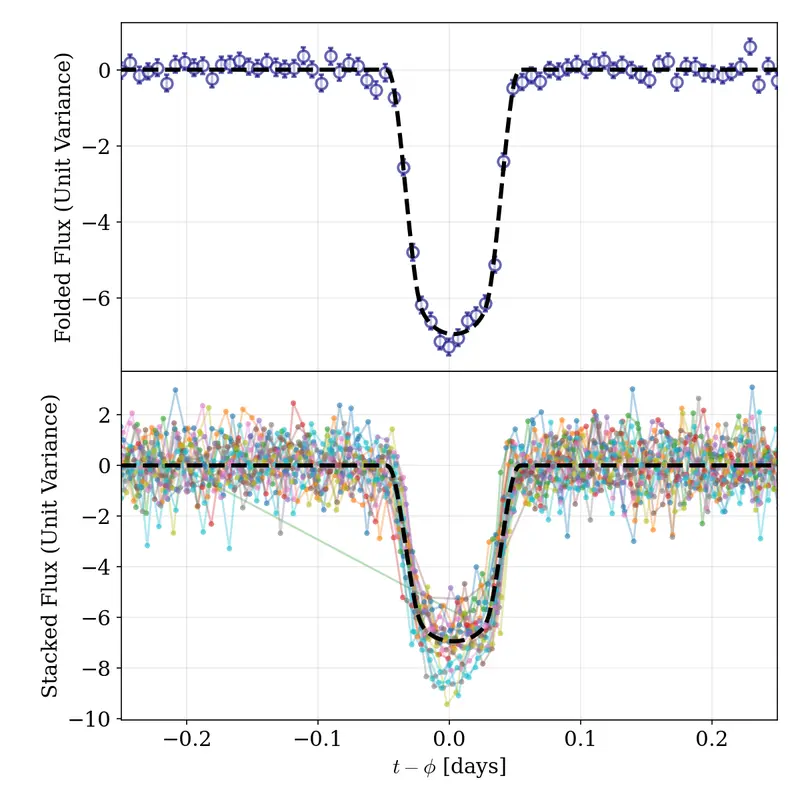 Folded Flux (Unit Variance)
0
−2
−4
−6
Stacked Flux (Unit Variance)
2
0
−2
−4
−6
−8
−10
−0.2 −0.1 0.0 0.1 0.2
t − ϕ [days]